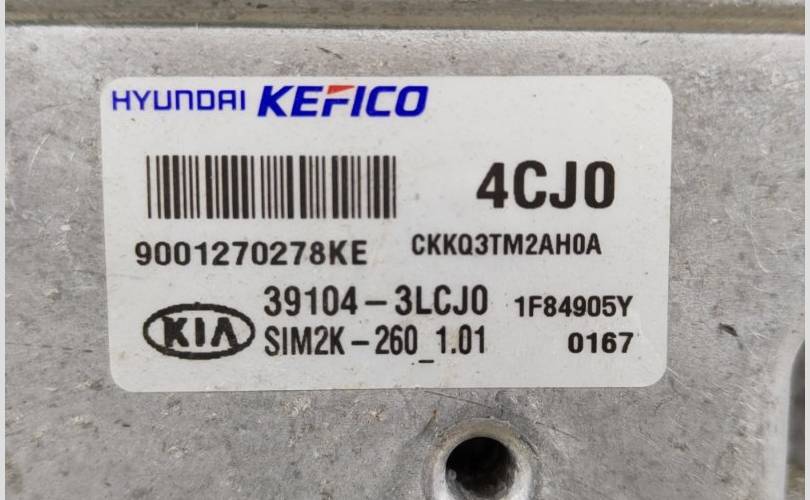 HYUNDAI KEFICO
4CJ0
9001270278KE CKKQ3TM2AH0A
KIA 39104-3LCJ0 1F84905Y
SIM2K-260_1.01 0167